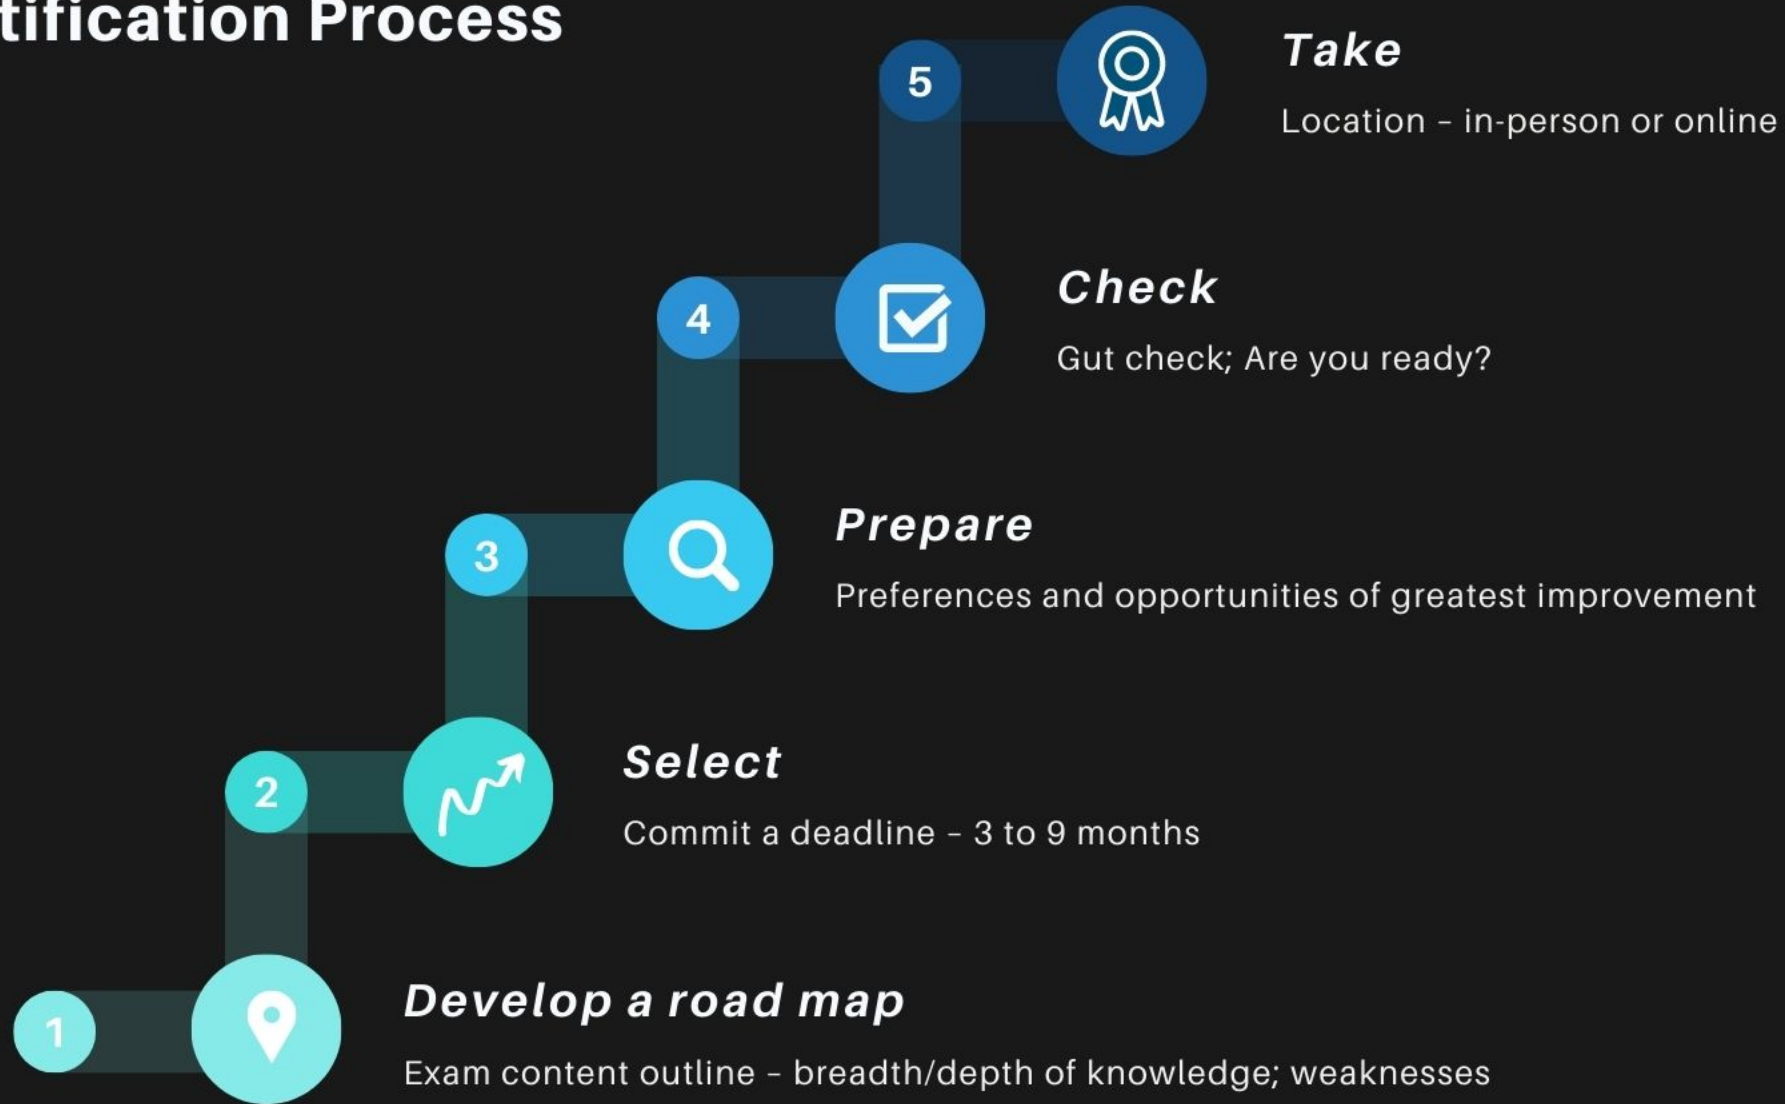 tification Process
5
Take
Location – in-person or online
4
Check
Gut check; Are you ready?
3
Prepare
Preferences and opportunities of greatest improvement
2
Select
Commit a deadline – 3 to 9 months
1
Develop a road map
Exam content outline – breadth/depth of knowledge; weaknesses